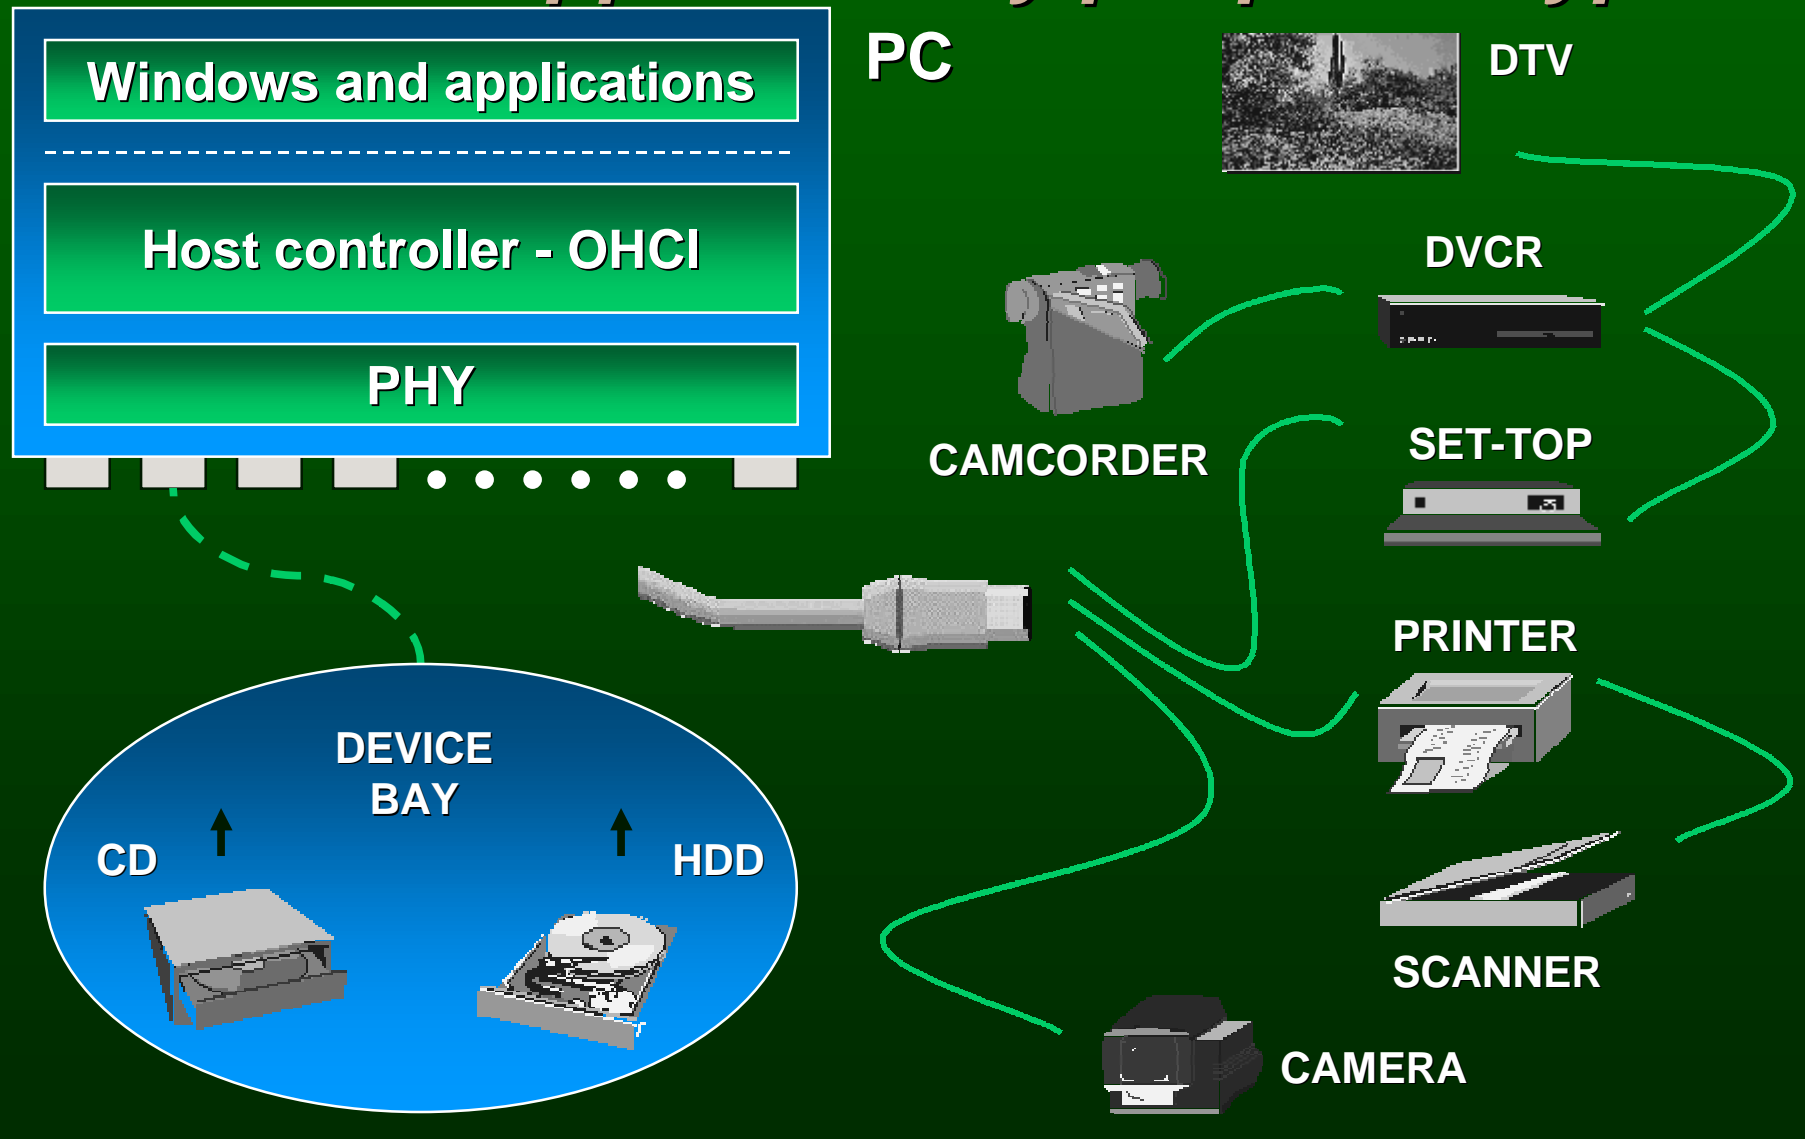 Windows and applications
Host controller - OHCI
PHY
PC
DTV
DVCR
CAMCORDER
SET-TOP
PRINTER
DEVICE
BAY
CD
HDD
SCANNER
CAMERA